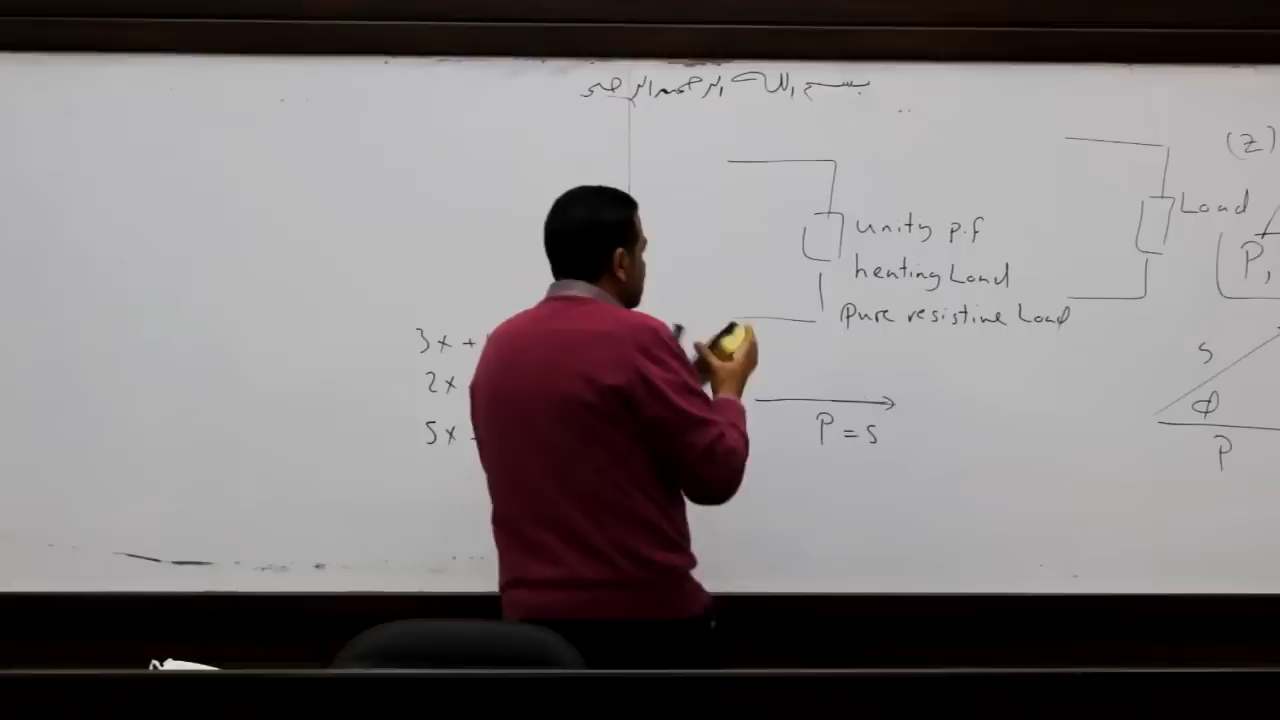 بسم الله الرحمن الرحيم
unity p.f
heating Load
pure resistive Load
P = S
3x +
2x
5x
(Z)
Load
P,
S
φ
P